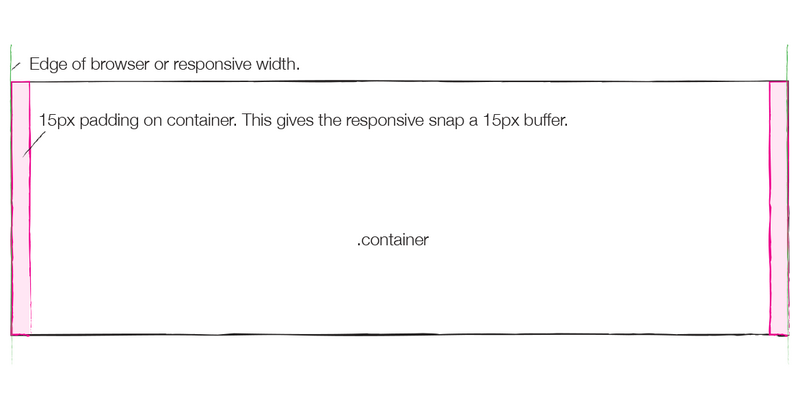 Edge of browser or responsive width.
15px padding on container. This gives the responsive snap a 15px buffer.
.container